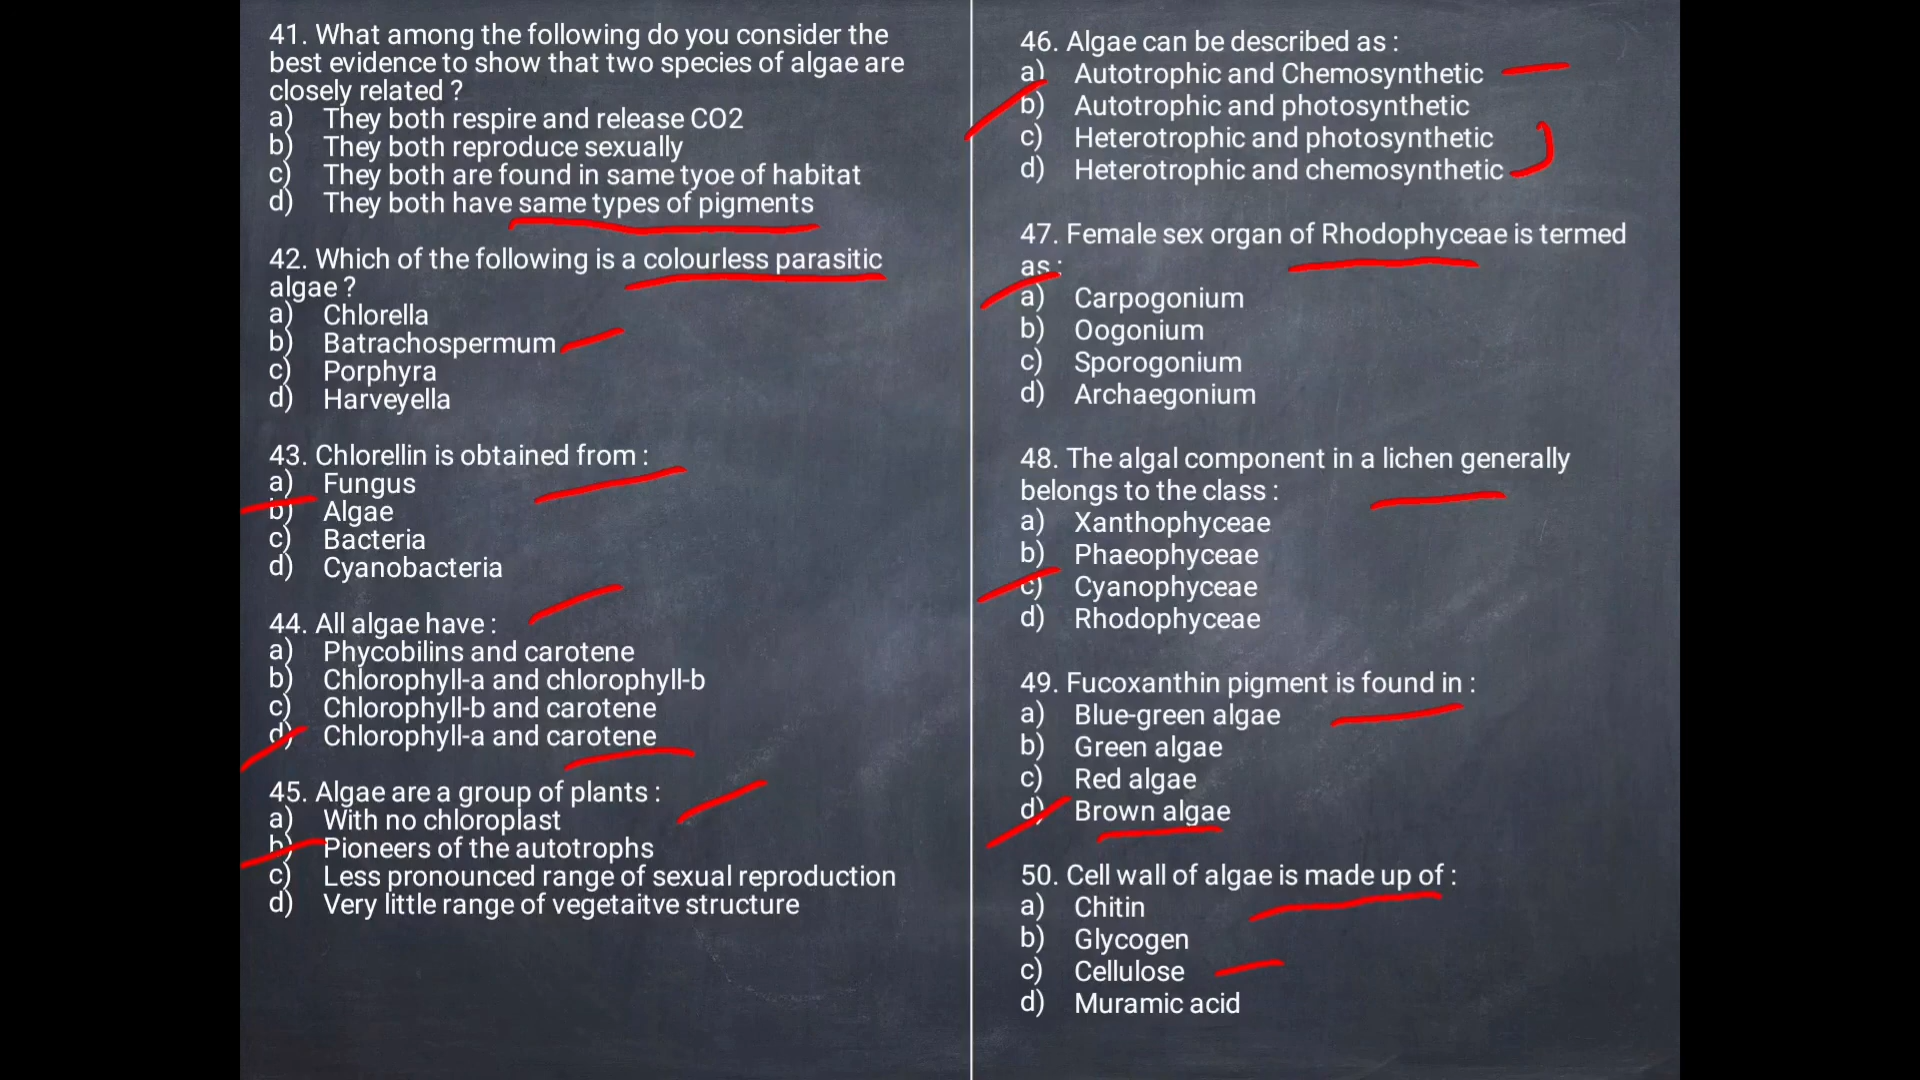 41. What among the following do you consider the
best evidence to show that two species of algae are
closely related ?
a) They both respire and release CO2
b) They both reproduce sexually
c) They both are found in same tyoe of habitat
d) They both have same types of pigments
42. Which of the following is a colourless parasitic
algae ?
a) Chlorella
b) Batrachospermum
c) Porphyra
d) Harveyella
43. Chlorellin is obtained from :
a) Fungus
b) Algae
c) Bacteria
d) Cyanobacteria
44. All algae have :
a) Phycobilins and carotene
b) Chlorophyll-a and chlorophyll-b
c) Chlorophyll-b and carotene
d) Chlorophyll-a and carotene
45. Algae are a group of plants :
a) With no chloroplast
b) Pioneers of the autotrophs
c) Less pronounced range of sexual reproduction
d) Very little range of vegetaitve structure
46. Algae can be described as :
a) Autotrophic and Chemosynthetic
b) Autotrophic and photosynthetic
c) Heterotrophic and photosynthetic
d) Heterotrophic and chemosynthetic
47. Female sex organ of Rhodophyceae is termed
as :
a) Carpogonium
b) Oogonium
c) Sporogonium
d) Archaegonium
48. The algal component in a lichen generally
belongs to the class :
a) Xanthophyceae
b) Phaeophyceae
c) Cyanophyceae
d) Rhodophyceae
49. Fucoxanthin pigment is found in :
a) Blue-green algae
b) Green algae
c) Red algae
d) Brown algae
50. Cell wall of algae is made up of :
a) Chitin
b) Glycogen
c) Cellulose
d) Muramic acid